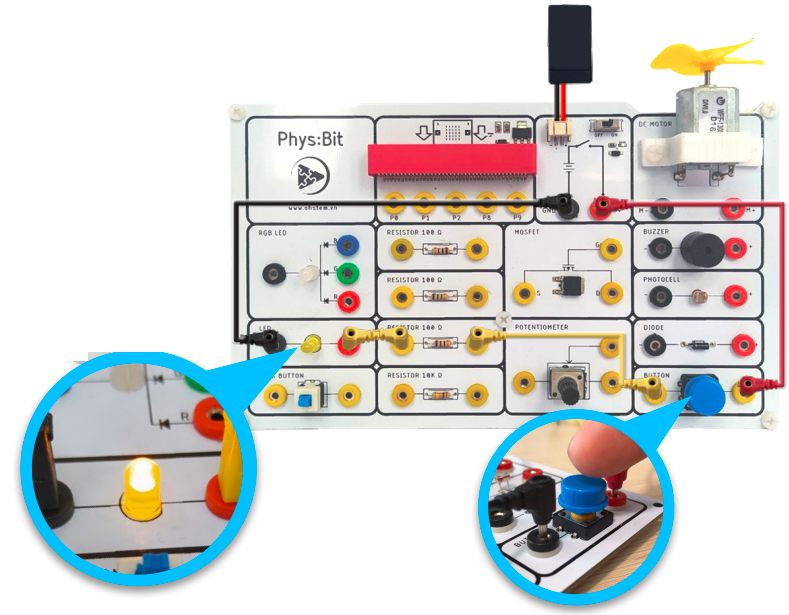 Phys:Bit
www.ohstem.vn
P0 P1 P2 P8 P9
GND
OFF ON
DC MOTOR
M- M+
RGB LED
B
G
R
RESISTOR 100 Ω
MOSFET
G
S D
BUZZER
+
RESISTOR 100 Ω
PHOTOCELL
+
LED
RESISTOR 100 Ω
POTENTIOMETER
DIODE
BUTTON
RESISTOR 10K Ω
BUTTON
R
BU